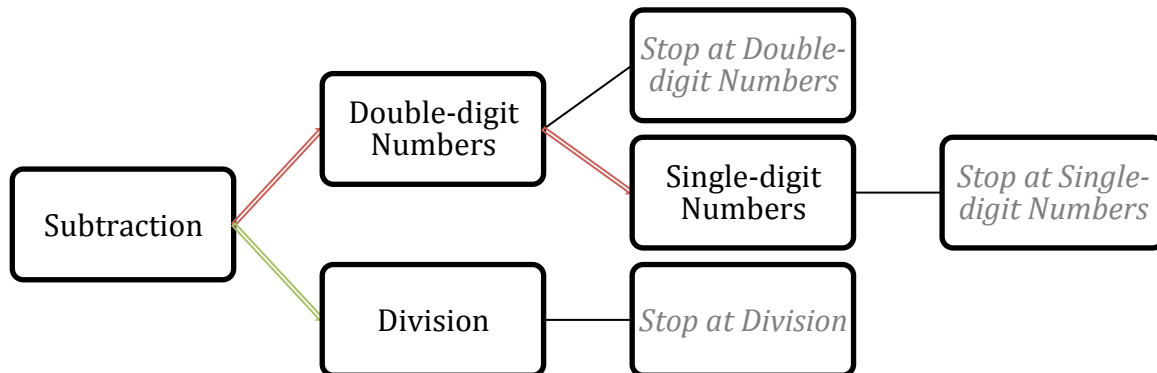 Subtraction
Double-digit
Numbers
Division
Stop at Double-
digit Numbers
Single-digit
Numbers
Stop at Division
Stop at Single-
digit Numbers